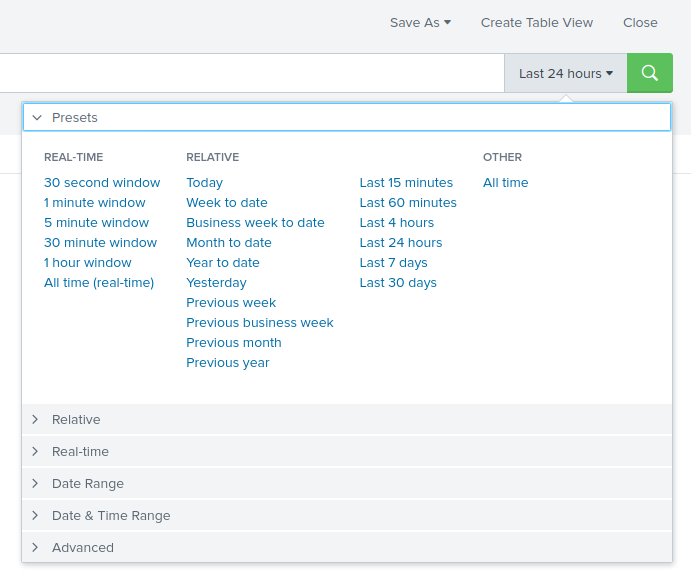 Save As Create Table View Close
Last 24 hours
Presets
REAL-TIME RELATIVE OTHER
30 second window Today Last 15 minutes All time
1 minute window Week to date Last 60 minutes
5 minute window Business week to date Last 4 hours
30 minute window Month to date Last 24 hours
1 hour window Year to date Last 7 days
All time (real-time) Yesterday Last 30 days
Previous week
Previous business week
Previous month
Previous year
Relative
Real-time
Date Range
Date & Time Range
Advanced